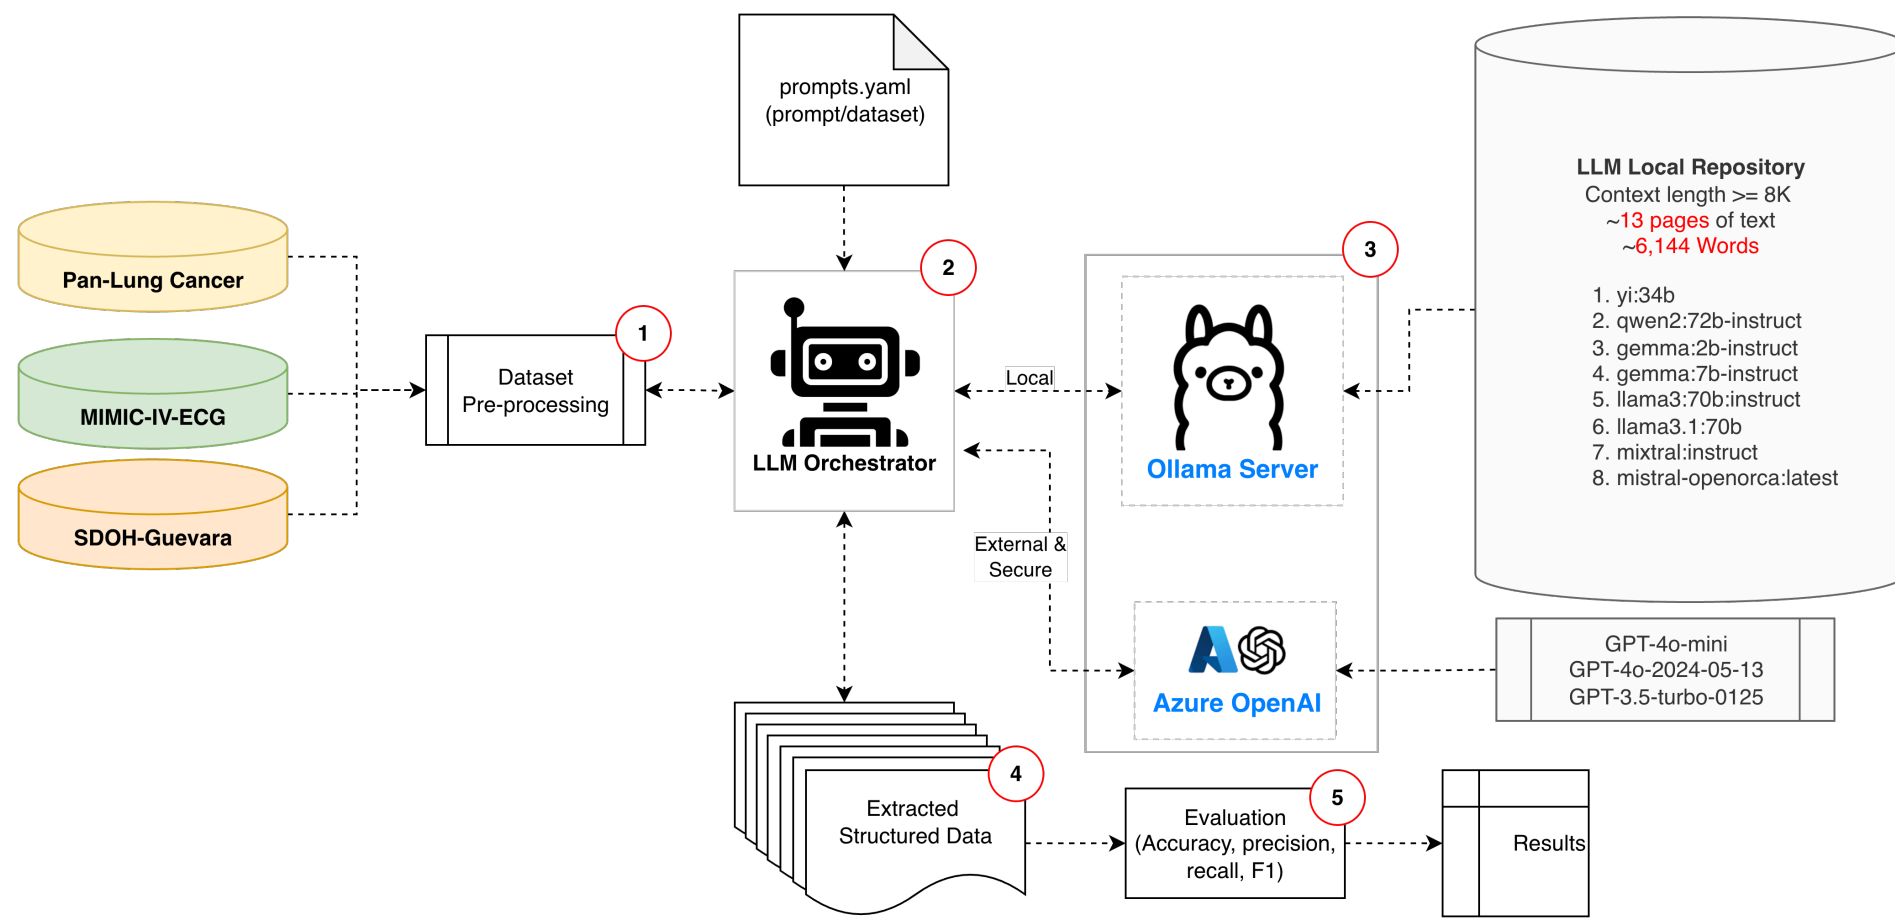 prompts.yaml
(prompt/dataset)
Pan-Lung Cancer
MIMIC-IV-ECG
SDOH-Guevara
1
Dataset
Pre-processing
2
LLM Orchestrator
Local
External &
Secure
3
Ollama Server
Azure OpenAI
LLM Local Repository
Context length >= 8K
~13 pages of text
~6,144 Words
1. yi:34b
2. qwen2:72b-instruct
3. gemma:2b-instruct
4. gemma:7b-instruct
5. llama3:70b:instruct
6. llama3.1:70b
7. mixtral:instruct
8. mistral-openorca:latest
GPT-4o-mini
GPT-4o-2024-05-13
GPT-3.5-turbo-0125
4
Extracted
Structured Data
5
Evaluation
(Accuracy, precision,
recall, F1)
Results